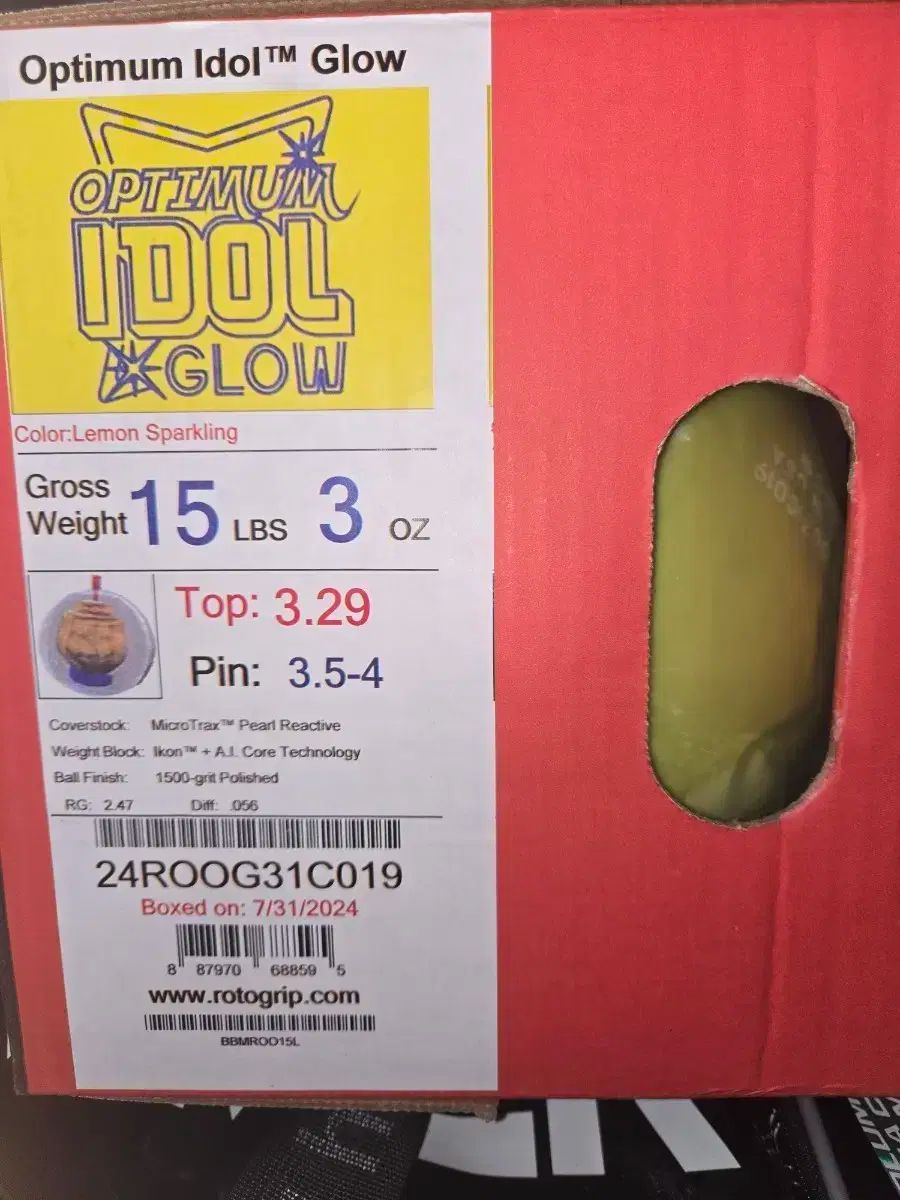 Optimum Idol™ Glow
OPTIMUM
IDOL
GLOW
Color:Lemon Sparkling
Gross Weight 15 LBS 3 OZ
Top: 3.29
Pin: 3.5-4
Coverstock: MicroTrax™ Pearl Reactive
Weight Block: Ikon™ + A.I. Core Technology
Ball Finish: 1500-grit Polished
RG: 2.47 Diff: .056
24ROOG31C019
Boxed on: 7/31/2024
8 87970 68859 5
www.rotogrip.com
BBMROO15L